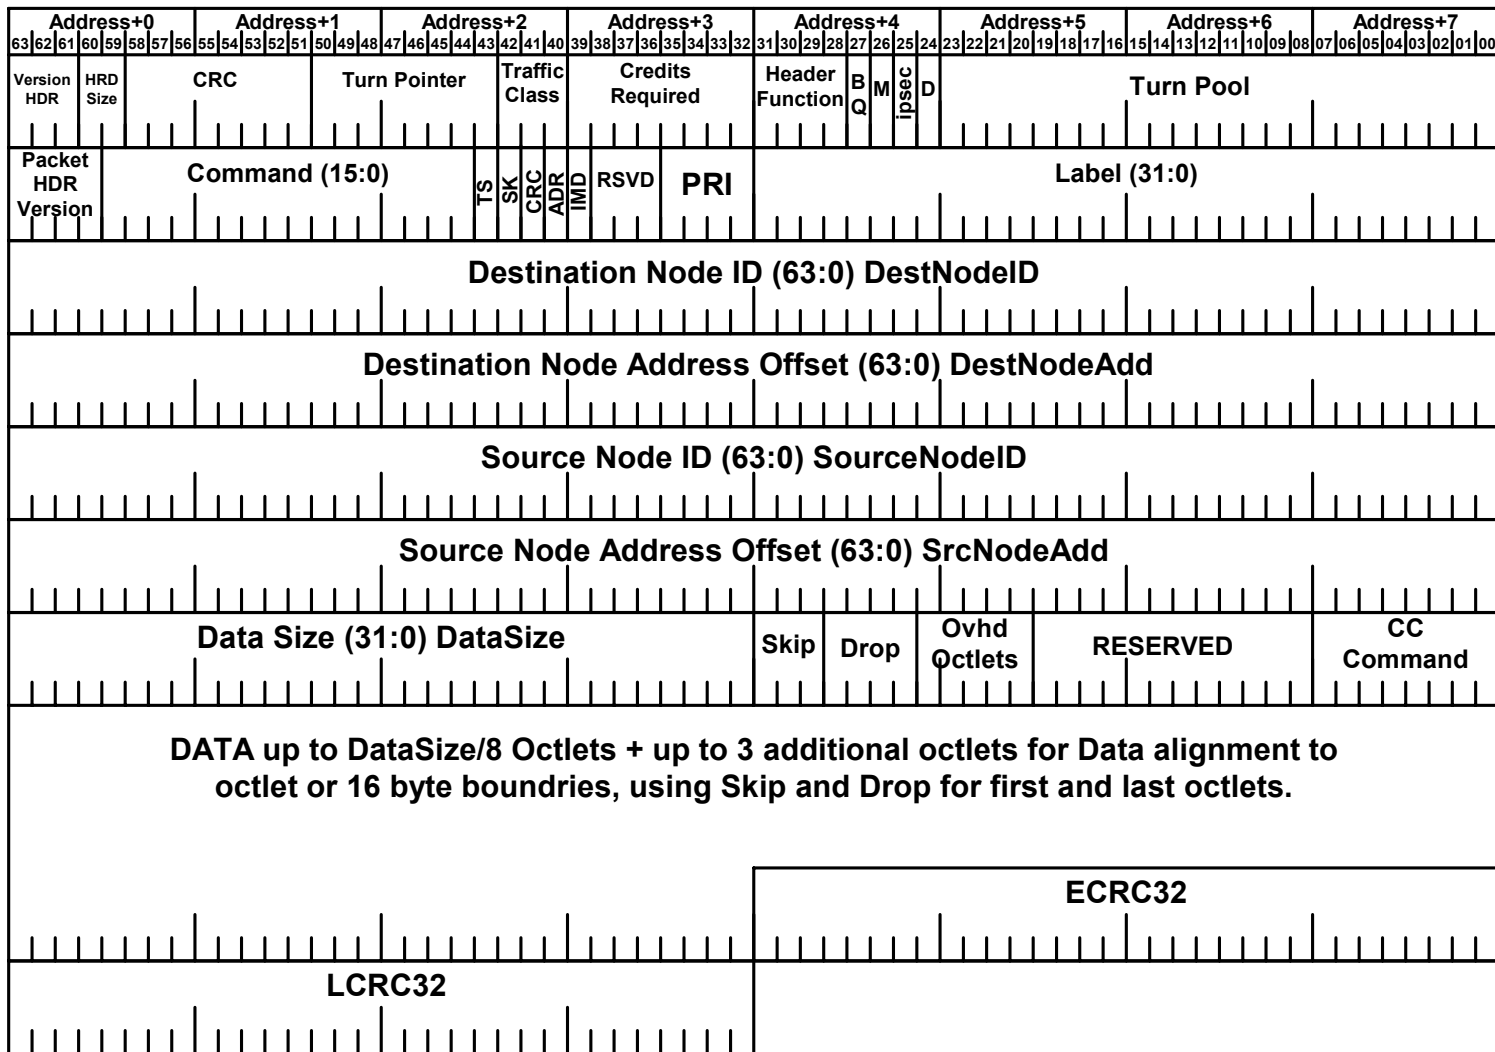 Address+0 Address+1 Address+2 Address+3 Address+4 Address+5 Address+6 Address+7
63 62 61 60 59 58 57 56 55 54 53 52 51 50 49 48 47 46 45 44 43 42 41 40 39 38 37 36 35 34 33 32 31 30 29 28 27 26 25 24 23 22 21 20 19 18 17 16 15 14 13 12 11 10 09 08 07 06 05 04 03 02 01 00
Version
HDR
HRD
Size
CRC
Turn Pointer
Traffic
Class
Credits
Required
Header
Function
B
Q
M
ipsec
D
Turn Pool
Packet
HDR
Version
Command (15:0)
TS
SK
CRC
ADR
IMD
RSVD
PRI
Label (31:0)
Destination Node ID (63:0) DestNodeID
Destination Node Address Offset (63:0) DestNodeAdd
Source Node ID (63:0) SourceNodeID
Source Node Address Offset (63:0) SrcNodeAdd
Data Size (31:0) DataSize
Skip
Drop
Ovhd
Octlets
RESERVED
CC
Command
DATA up to DataSize/8 Octlets + up to 3 additional octlets for Data alignment to
octlet or 16 byte boundries, using Skip and Drop for first and last octlets.
ECRC32
LCRC32